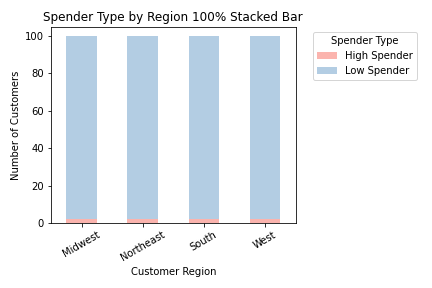 Spender Type by Region 100% Stacked Bar
Number of Customers
100
80
60
40
20
0
Midwest
Northeast
South
West
Customer Region
Spender Type
High Spender
Low Spender